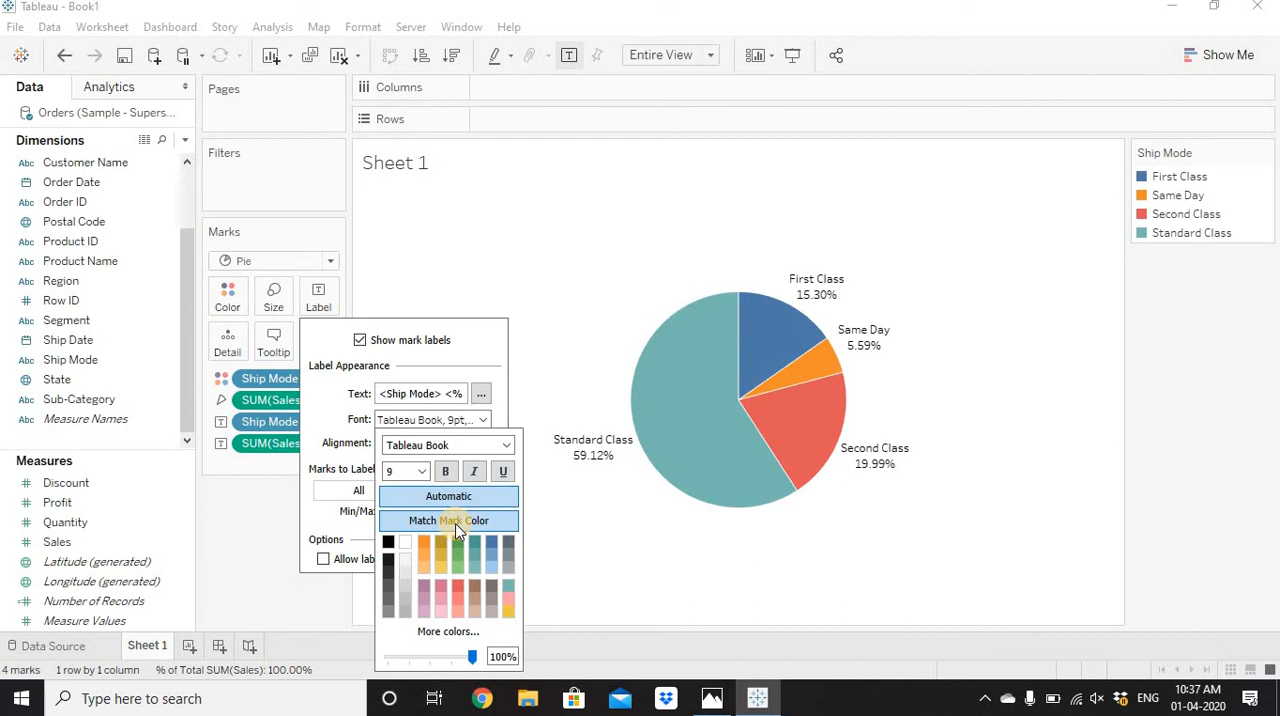 Tableau - Book1
File Data Worksheet Dashboard Story Analysis Map Format Server Window Help
Entire View
Show Me
Data
Analytics
Orders (Sample - Supers...
Dimensions
Customer Name
Order Date
Order ID
Postal Code
Product ID
Product Name
Region
Row ID
Segment
Ship Date
Ship Mode
State
Sub-Category
Measure Names
Measures
Discount
Profit
Quantity
Sales
Latitude (generated)
Longitude (generated)
Number of Records
Measure Values
Pages
Filters
Marks
Pie
Color
Size
Label
Detail
Tooltip
Ship Mode
SUM(Sales
Ship Mode
SUM(Sales
Columns
Rows
Sheet 1
First Class
15.30%
Same Day
5.59%
Second Class
19.99%
Standard Class
59.12%
Ship Mode
First Class
Same Day
Second Class
Standard Class
Show mark labels
Label Appearance
Text: <Ship Mode> <% ...
Font: Tableau Book, 9pt,...
Alignment:
Marks to Label
All
Min/Ma
Options
Allow lab
Tableau Book
9 B I U
Automatic
Match Mark Color
More colors...
100%
Data Source
Sheet 1
4 marks 1 row by 1 column % of Total SUM(Sales): 100.00%
Type here to search
ENG
10:37 AM
01-04-2020